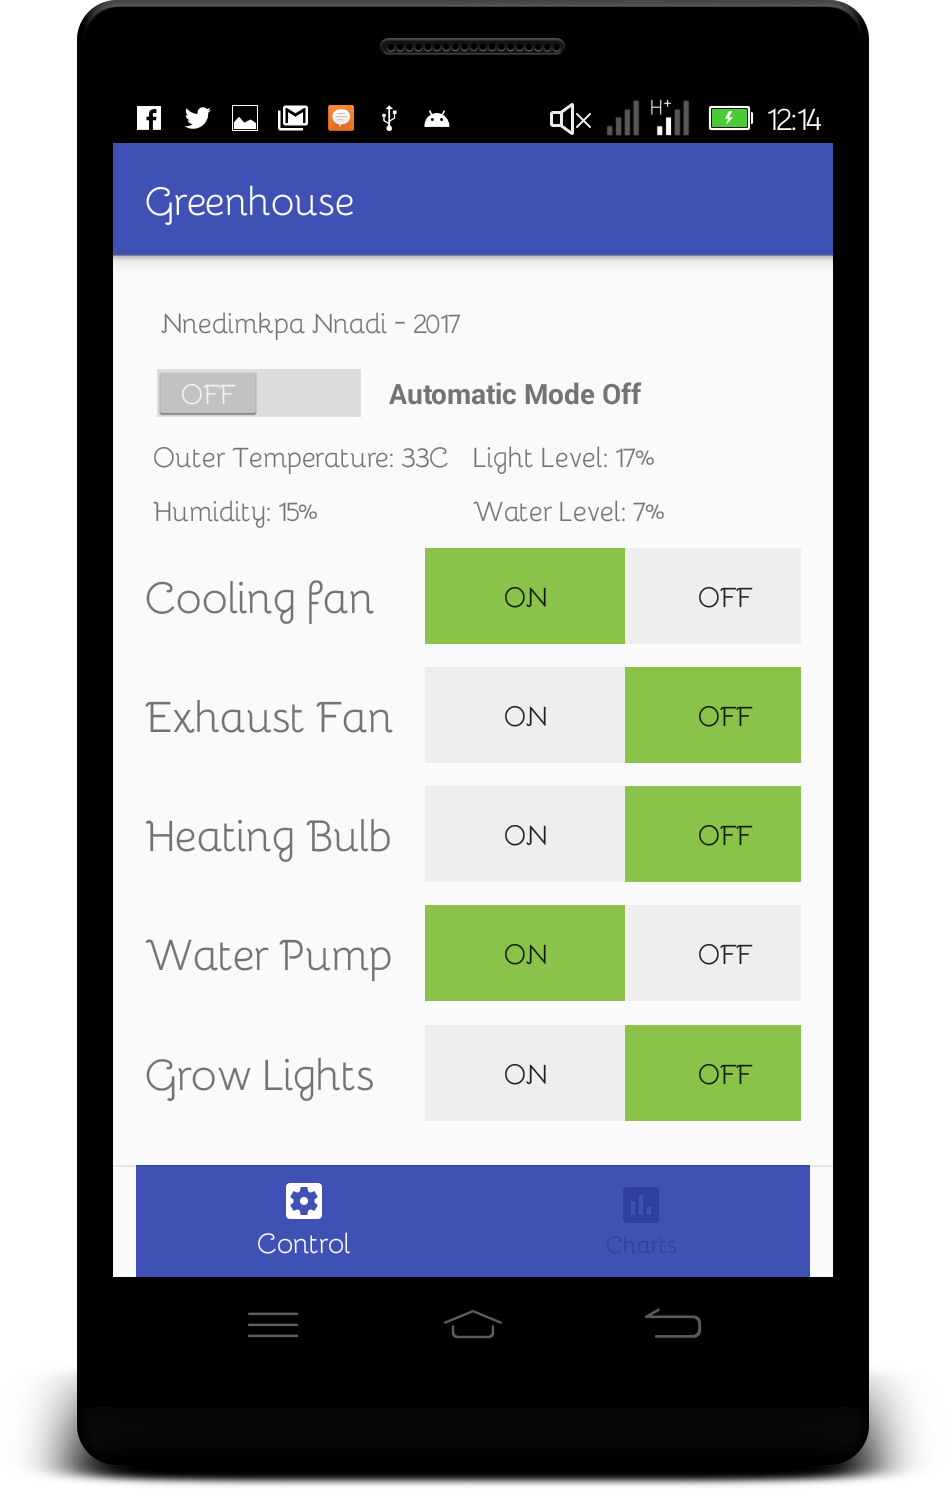 H+ 12:14
Greenhouse
Nnedimkpa Nnadi - 2017
OFF Automatic Mode Off
Outer Temperature: 33C Light Level: 17%
Humidity: 15% Water Level: 7%
Cooling fan ON OFF
Exhaust Fan ON OFF
Heating Bulb ON OFF
Water Pump ON OFF
Grow Lights ON OFF
Control Charts